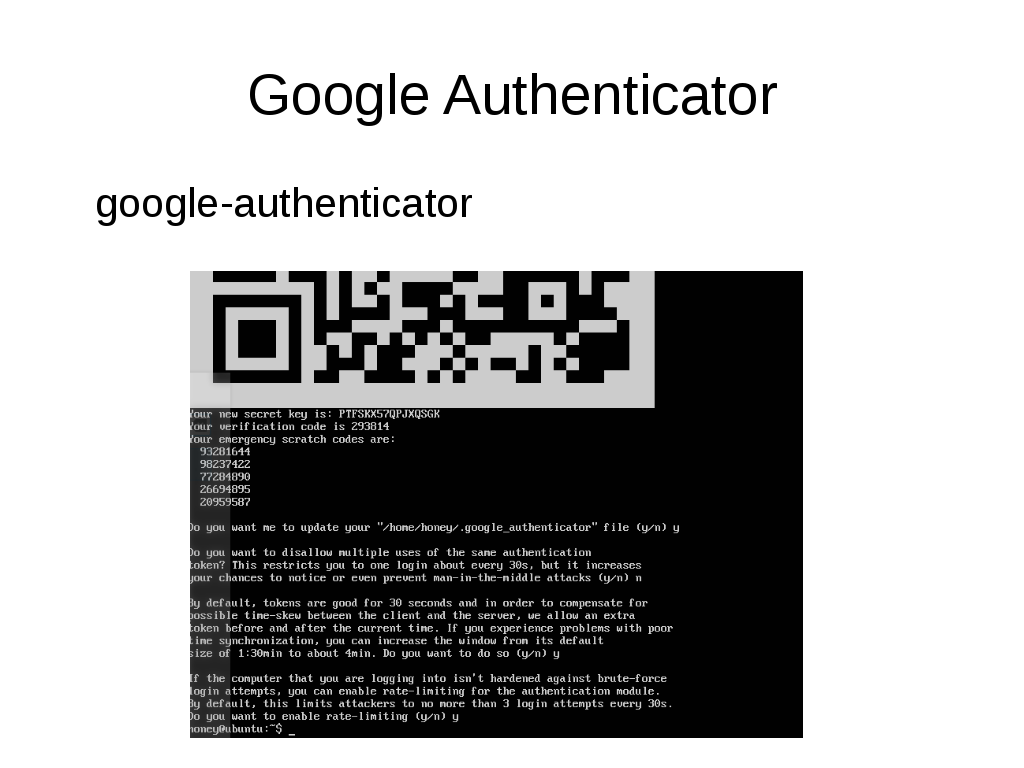 Google Authenticator
google-authenticator
Your new secret key is: PTFSKX57QPJXQSGK
Your verification code is 293814
Your emergency scratch codes are:
93281644
98237422
77284890
26694895
20959587
Do you want me to update your "/home/honey/.google_authenticator" file (y/n) y
Do you want to disallow multiple uses of the same authentication
token? This restricts you to one login about every 30s, but it increases
your chances to notice or even prevent man-in-the-middle attacks (y/n) n
By default, tokens are good for 30 seconds and in order to compensate for
possible time-skew between the client and the server, we allow an extra
token before and after the current time. If you experience problems with poor
time synchronization, you can increase the window from its default
size of 1:30min to about 4min. Do you want to do so (y/n) y
If the computer that you are logging into isn't hardened against brute-force
login attempts, you can enable rate-limiting for the authentication module.
By default, this limits attackers to no more than 3 login attempts every 30s.
Do you want to enable rate-limiting (y/n) y
honey@ubuntu:~$ _